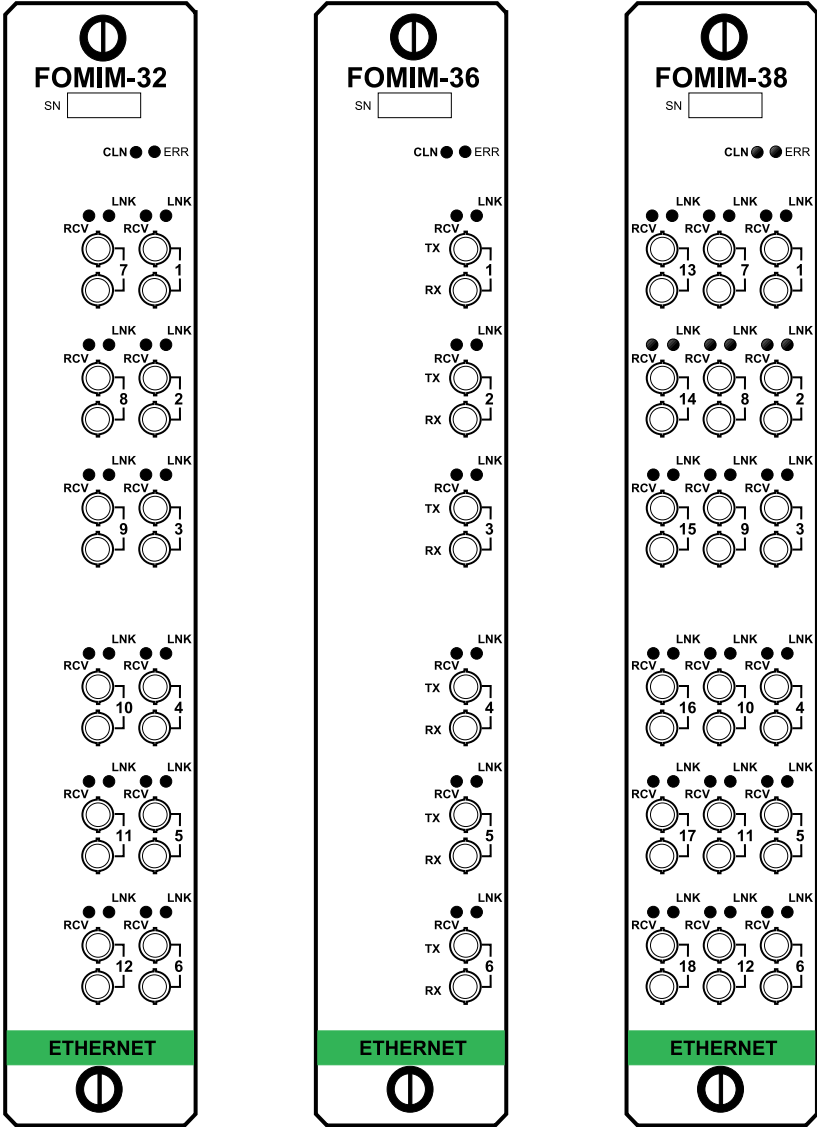 FOMIM-32
SN
CLN ERR
LNK LNK
RCV RCV
7 1
LNK LNK
RCV RCV
8 2
LNK LNK
RCV RCV
9 3
LNK LNK
RCV RCV
10 4
LNK LNK
RCV RCV
11 5
LNK LNK
RCV RCV
12 6
ETHERNET
FOMIM-36
SN
CLN ERR
LNK
RCV
TX
1
RX
LNK
RCV
TX
2
RX
LNK
RCV
TX
3
RX
LNK
RCV
TX
4
RX
LNK
RCV
TX
5
RX
LNK
RCV
TX
6
RX
ETHERNET
FOMIM-38
SN
CLN ERR
LNK LNK LNK
RCV RCV RCV
13 7 1
LNK LNK LNK
RCV RCV RCV
14 8 2
LNK LNK LNK
RCV RCV RCV
15 9 3
LNK LNK LNK
RCV RCV RCV
16 10 4
LNK LNK LNK
RCV RCV RCV
17 11 5
LNK LNK LNK
RCV RCV RCV
18 12 6
ETHERNET